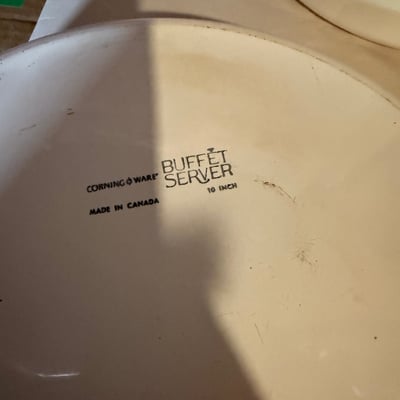 CORNING WARE® BUFFET SERVER
MADE IN CANADA 10 INCH